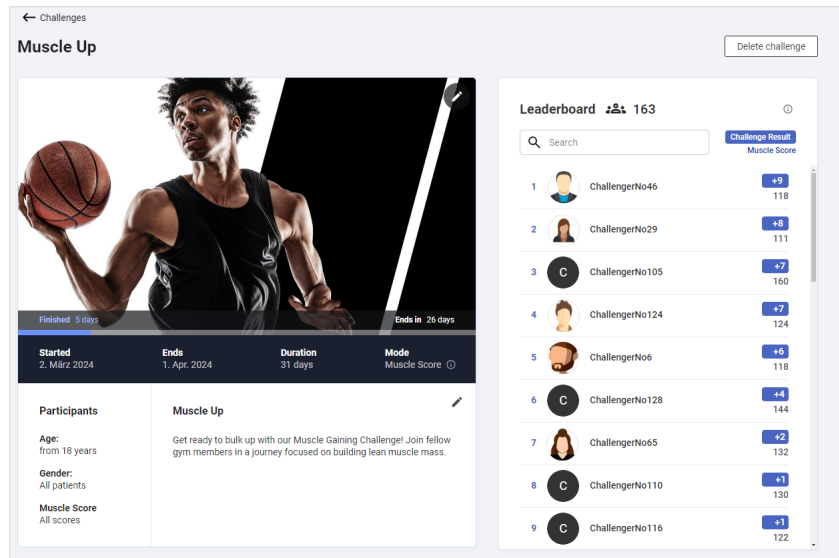 Challenges
Muscle Up
Delete challenge
Finished 5 days
Ends in 26 days
Started
2. März 2024
Ends
1. Apr. 2024
Duration
31 days
Mode
Muscle Score
Participants
Age:
from 18 years
Gender:
All patients
Muscle Score
All scores
Muscle Up
Get ready to bulk up with our Muscle Gaining Challenge! Join fellow
gym members in a journey focused on building lean muscle mass.
Leaderboard 163
Search
Challenge Result
Muscle Score
1 ChallengerNo46 +9
118
2 ChallengerNo29 +8
111
3 C ChallengerNo105 +7
160
4 ChallengerNo124 +7
124
5 ChallengerNo6 +6
118
6 C ChallengerNo128 +4
144
7 ChallengerNo65 +2
132
8 C ChallengerNo110 +1
130
9 C ChallengerNo116 +1
122